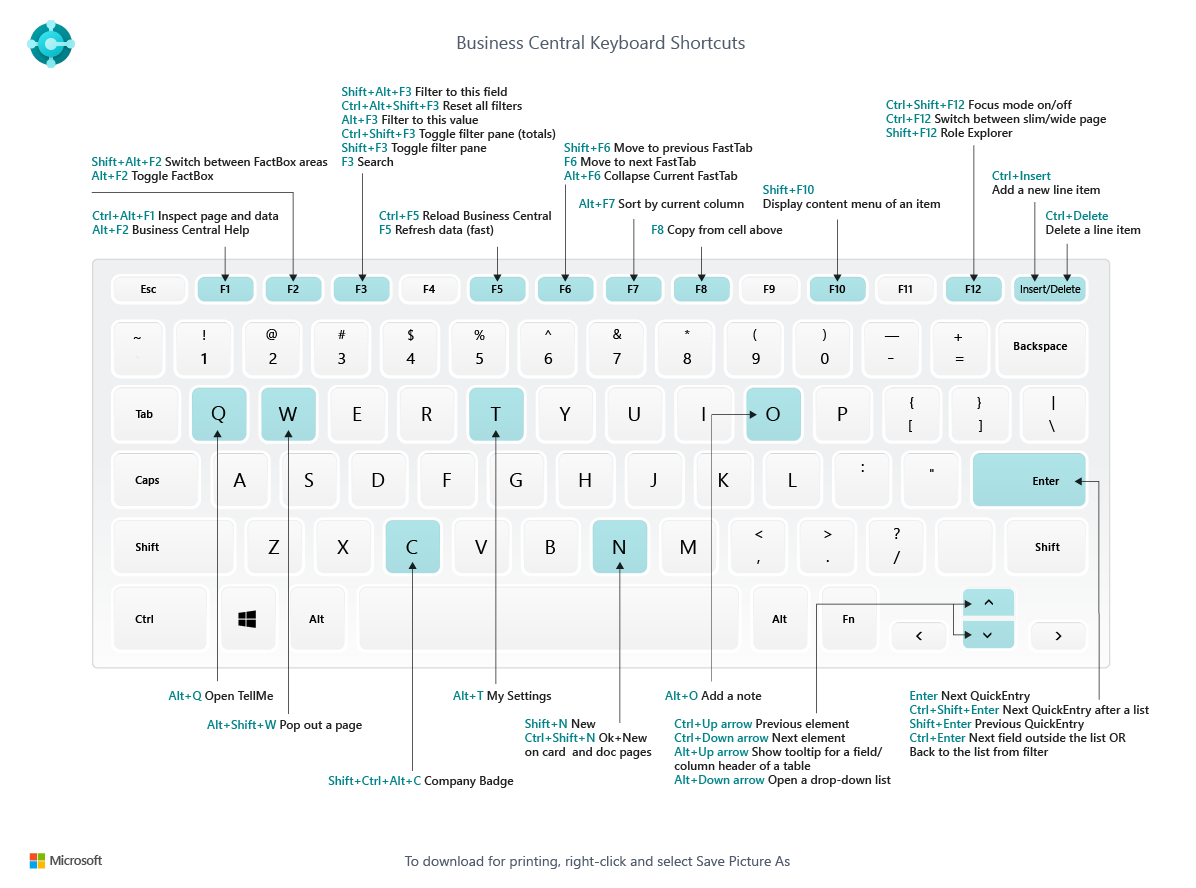 Business Central Keyboard Shortcuts
Shift+Alt+F3 Filter to this field
Ctrl+Alt+Shift+F3 Reset all filters
Alt+F3 Filter to this value
Ctrl+Shift+F3 Toggle filter pane (totals)
Shift+F3 Toggle filter pane
F3 Search
Ctrl+Shift+F12 Focus mode on/off
Ctrl+F12 Switch between slim/wide page
Shift+F12 Role Explorer
Shift+Alt+F2 Switch between FactBox areas
Alt+F2 Toggle FactBox
Shift+F6 Move to previous FastTab
F6 Move to next FastTab
Alt+F6 Collapse Current FastTab
Ctrl+Insert
Add a new line item
Shift+F10
Display content menu of an item
Alt+F7 Sort by current column
Ctrl+Alt+F1 Inspect page and data
Alt+F2 Business Central Help
Ctrl+F5 Reload Business Central
F5 Refresh data (fast)
F8 Copy from cell above
Ctrl+Delete
Delete a line item
Esc F1 F2 F3 F4 F5 F6 F7 F8 F9 F10 F11 F12 Insert/Delete
~ ! @ # $ % ^ & * ( ) — +
1 2 3 4 5 6 7 8 9 0 - = Backspace
Tab Q W E R T Y U I O P { } |
[ ] \
Caps A S D F G H J K L : " Enter
Shift Z X C V B N M < > ? Shift
, . /
Ctrl Alt Alt Fn < ^ v >
Alt+Q Open TellMe
Alt+Shift+W Pop out a page
Shift+Ctrl+Alt+C Company Badge
Alt+T My Settings
Shift+N New
Ctrl+Shift+N Ok+New
on card and doc pages
Alt+O Add a note
Ctrl+Up arrow Previous element
Ctrl+Down arrow Next element
Alt+Up arrow Show tooltip for a field/
column header of a table
Alt+Down arrow Open a drop-down list
Enter Next QuickEntry
Ctrl+Shift+Enter Next QuickEntry after a list
Shift+Enter Previous QuickEntry
Ctrl+Enter Next field outside the list OR
Back to the list from filter
Microsoft
To download for printing, right-click and select Save Picture As